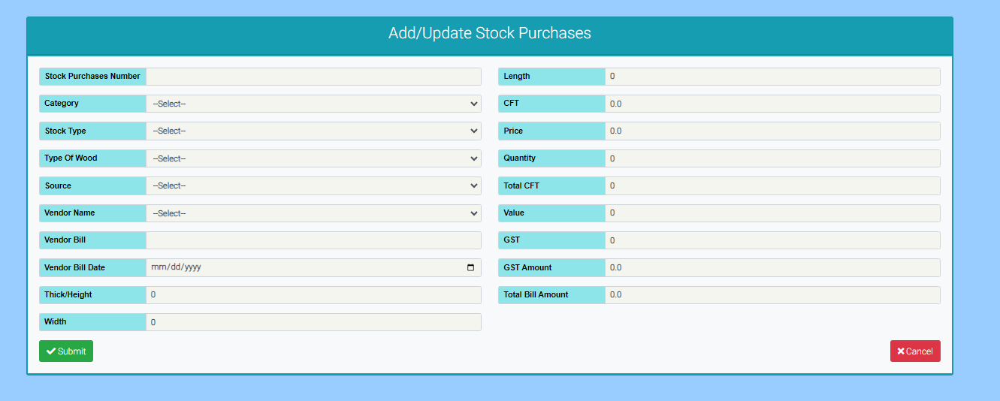 Add/Update Stock Purchases
Stock Purchases Number
Category --Select--
Stock Type --Select--
Type Of Wood --Select--
Source --Select--
Vendor Name --Select--
Vendor Bill
Vendor Bill Date mm/dd/yyyy
Thick/Height 0
Width 0
Length 0
CFT 0.0
Price 0.0
Quantity 0
Total CFT 0
Value 0
GST 0
GST Amount 0.0
Total Bill Amount 0.0
Submit
Cancel